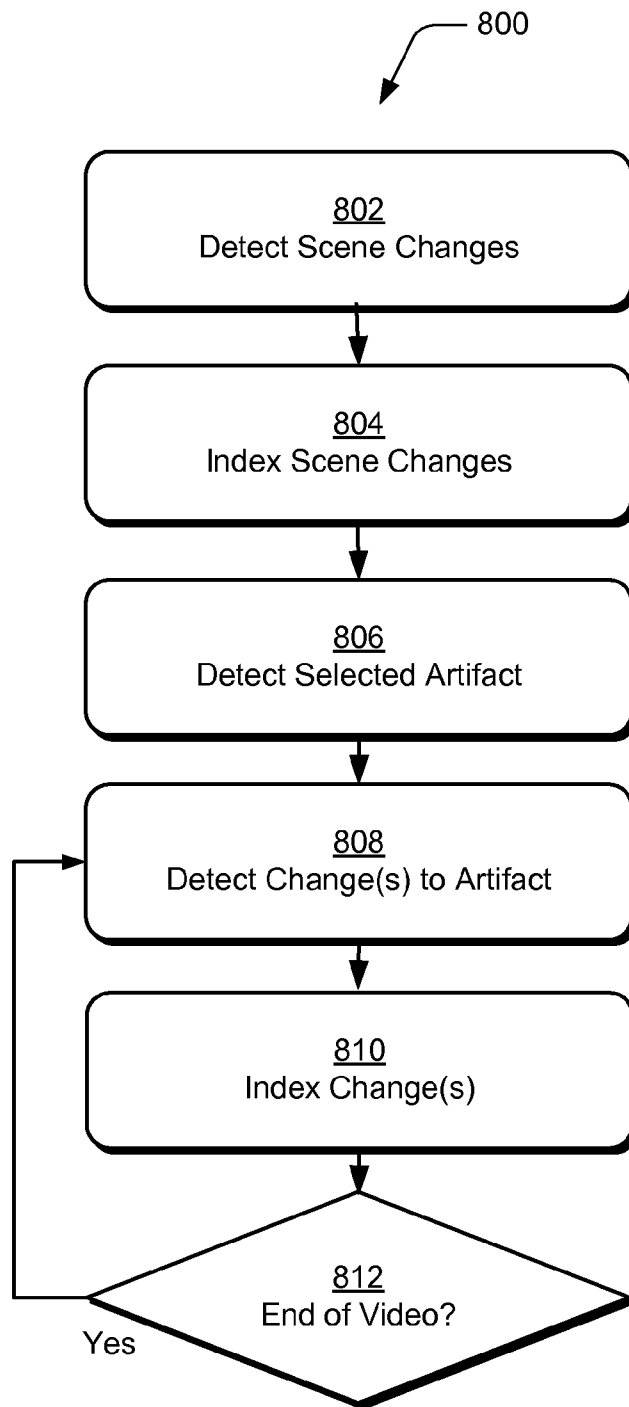 800
802
Detect Scene Changes
804
Index Scene Changes
806
Detect Selected Artifact
808
Detect Change(s) to Artifact
810
Index Change(s)
812
End of Video?
Yes